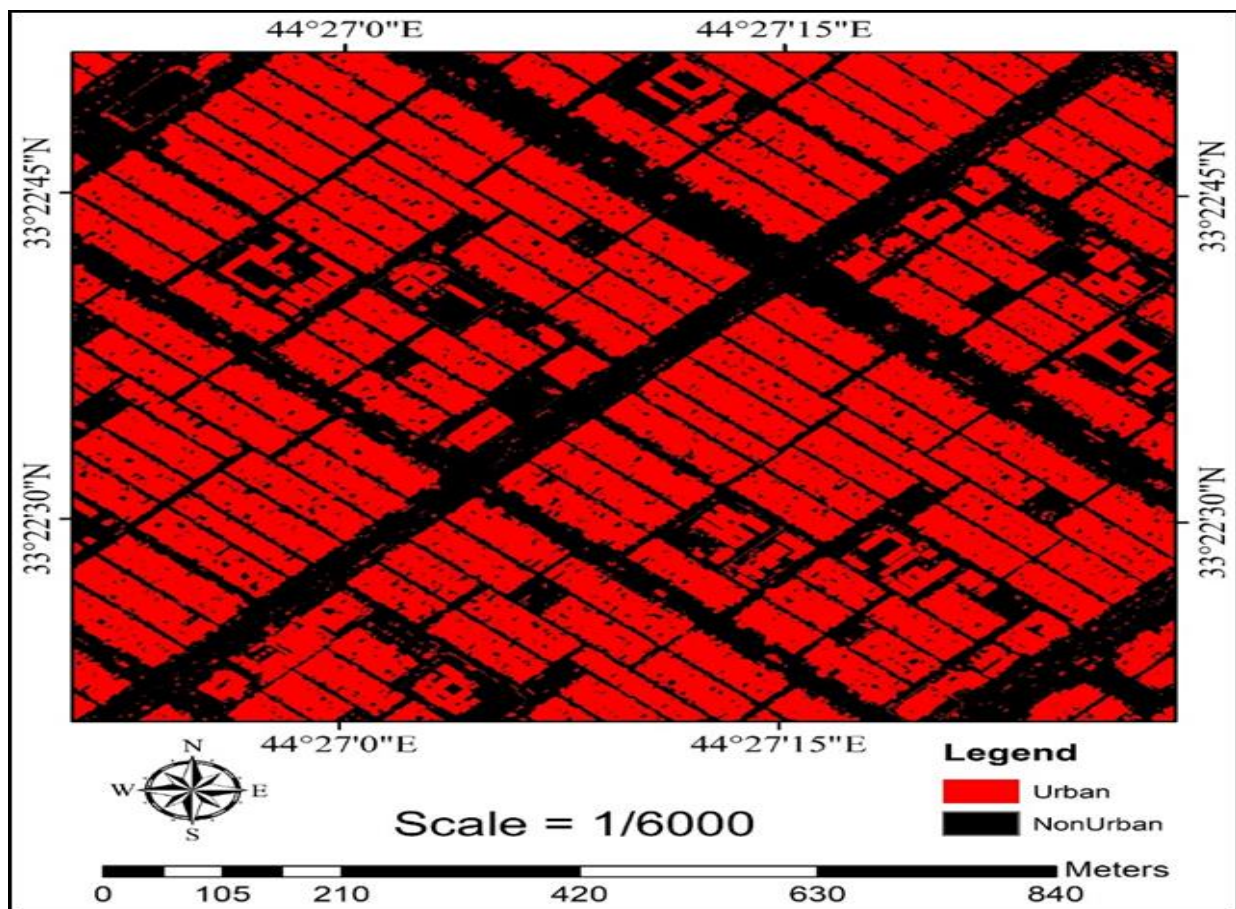 44°27'0"E 44°27'15"E
33°22'45"N 33°22'45"N
33°22'30"N 33°22'30"N
44°27'0"E 44°27'15"E
N
W E
S
Legend
Urban
NonUrban
Scale = 1/6000
Meters
0 105 210 420 630 840